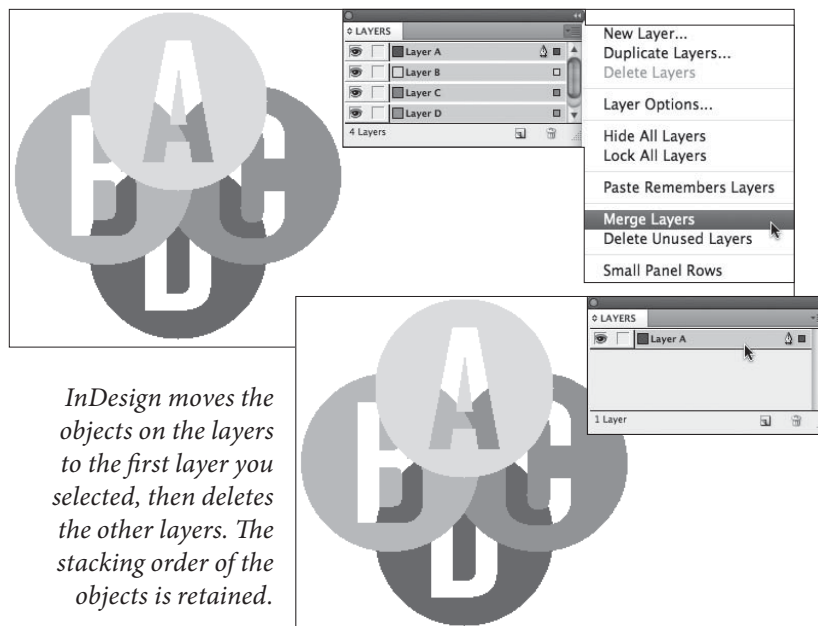 A
B C
D
LAYERS
Layer A
Layer B
Layer C
Layer D
4 Layers
New Layer...
Duplicate Layers...
Delete Layers
Layer Options...
Hide All Layers
Lock All Layers
Paste Remembers Layers
Merge Layers
Delete Unused Layers
Small Panel Rows
A
B C
D
LAYERS
Layer A
1 Layer
InDesign moves the
objects on the layers
to the first layer you
selected, then deletes
the other layers. The
stacking order of the
objects is retained.